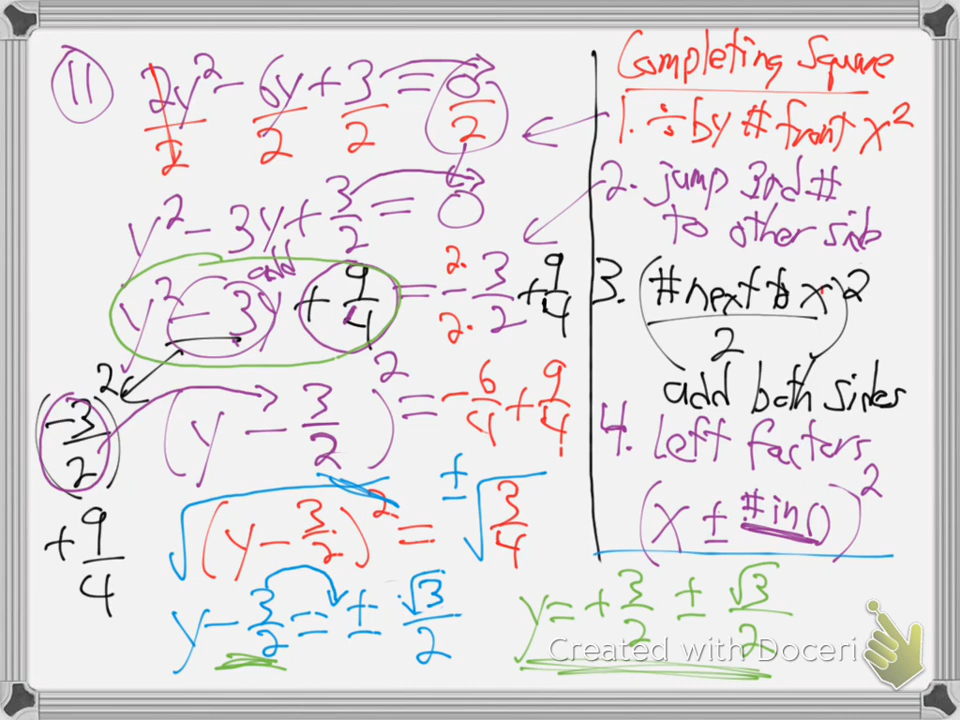 11 2y² - 6y + 3 = 0
2 2 2 2
y² - 3y + 3/2 = 0
add
y² - 3y + 9/4 = 2· - 3/2 ·2 + 9/4
(-3/2)²
(y - 3/2)² = -6/4 + 9/4
+ 9/4
√(y - 3/2)² = ± √3/4
y - 3/2 = ± √3/2
y = + 3/2 ± √3/2
Completing Square
1. ÷ by # front x²
2. jump 3rd #
to other side
3. (# next to x / 2)²
add both sides
4. Left factors
(x ± # in ())²
Created with Doceri